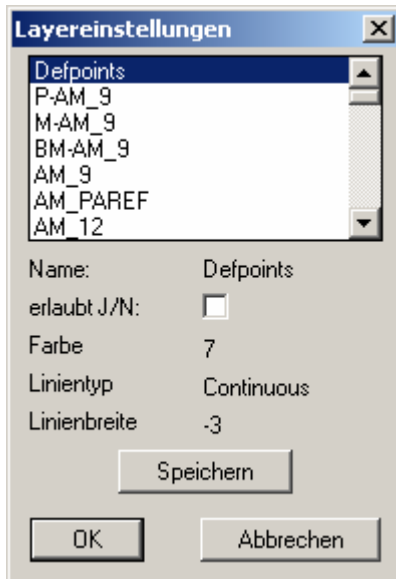 Layereinstellungen
Defpoints
P-AM_9
M-AM_9
BM-AM_9
AM_9
AM_PAREF
AM_12
Name: Defpoints
erlaubt J/N:
Farbe 7
Linientyp Continuous
Linienbreite -3
Speichern
OK Abbrechen